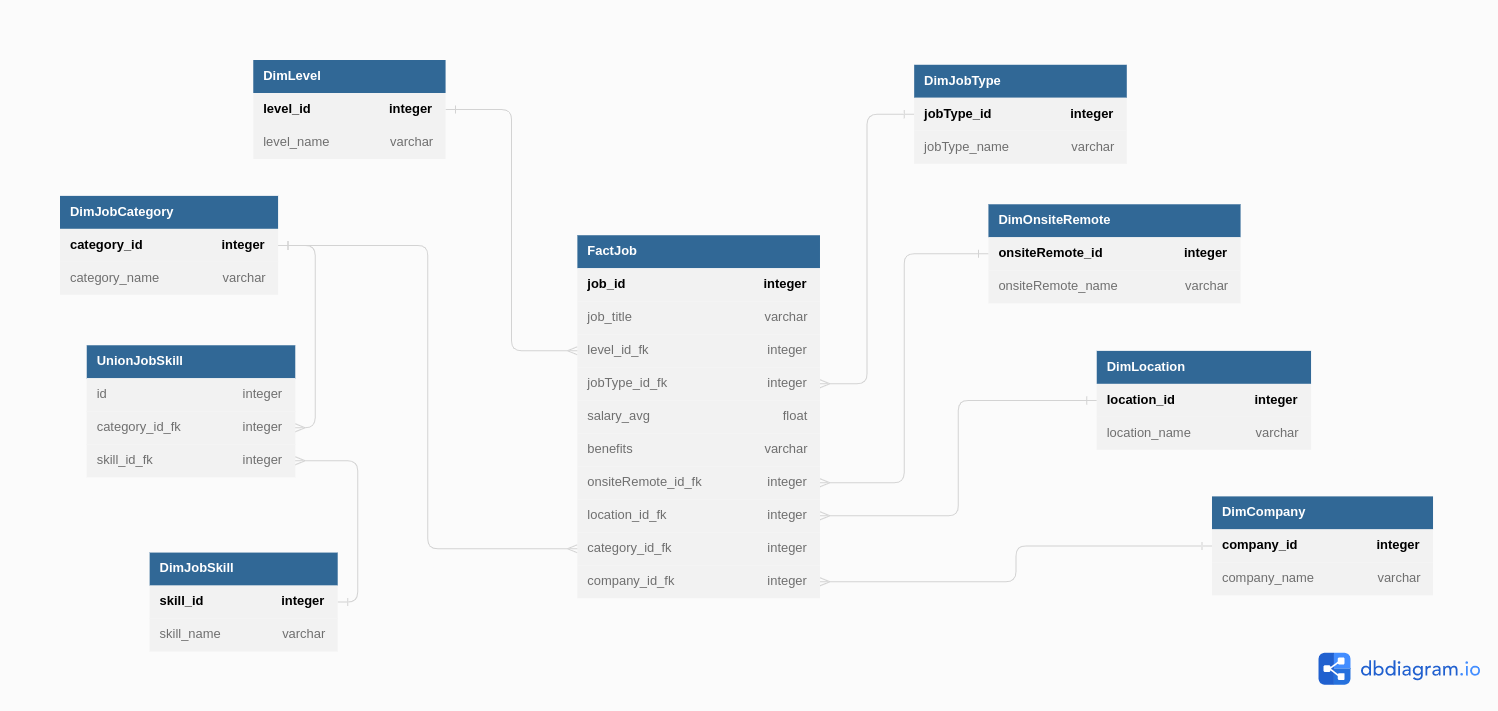 DimLevel
level_id integer
level_name varchar
DimJobType
jobType_id integer
jobType_name varchar
DimJobCategory
category_id integer
category_name varchar
DimOnsiteRemote
onsiteRemote_id integer
onsiteRemote_name varchar
FactJob
job_id integer
job_title varchar
level_id_fk integer
jobType_id_fk integer
salary_avg float
benefits varchar
onsiteRemote_id_fk integer
location_id_fk integer
category_id_fk integer
company_id_fk integer
UnionJobSkill
id integer
category_id_fk integer
skill_id_fk integer
DimLocation
location_id integer
location_name varchar
DimCompany
company_id integer
company_name varchar
DimJobSkill
skill_id integer
skill_name varchar
dbdiagram.io